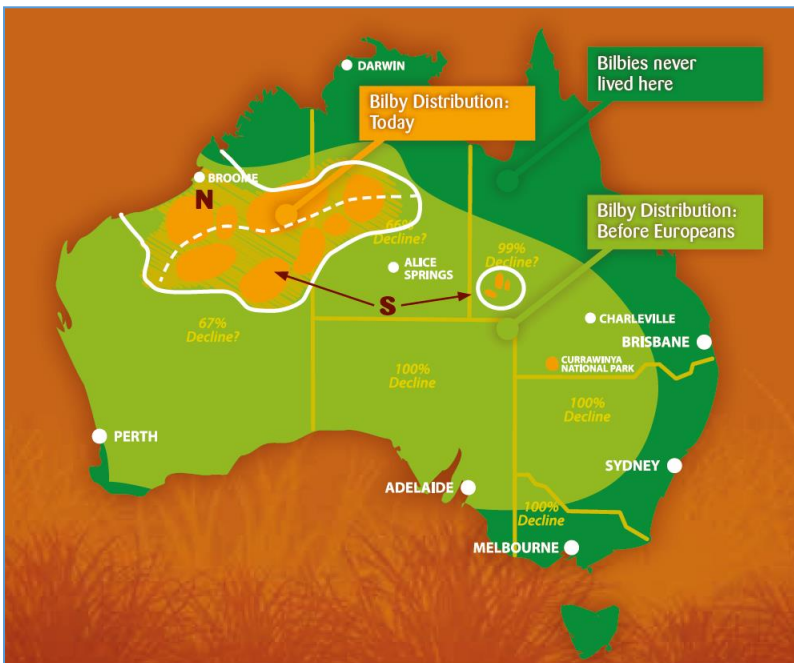 DARWIN
Bilbies never
lived here
Bilby Distribution:
Today
BROOME
N
66%
Decline?
Bilby Distribution:
Before Europeans
99%
Decline?
ALICE
SPRINGS
S
67%
Decline?
CHARLEVILLE
BRISBANE
CURRAWINYA
NATIONAL PARK
100%
Decline
100%
Decline
PERTH
SYDNEY
ADELAIDE
100%
Decline
MELBOURNE